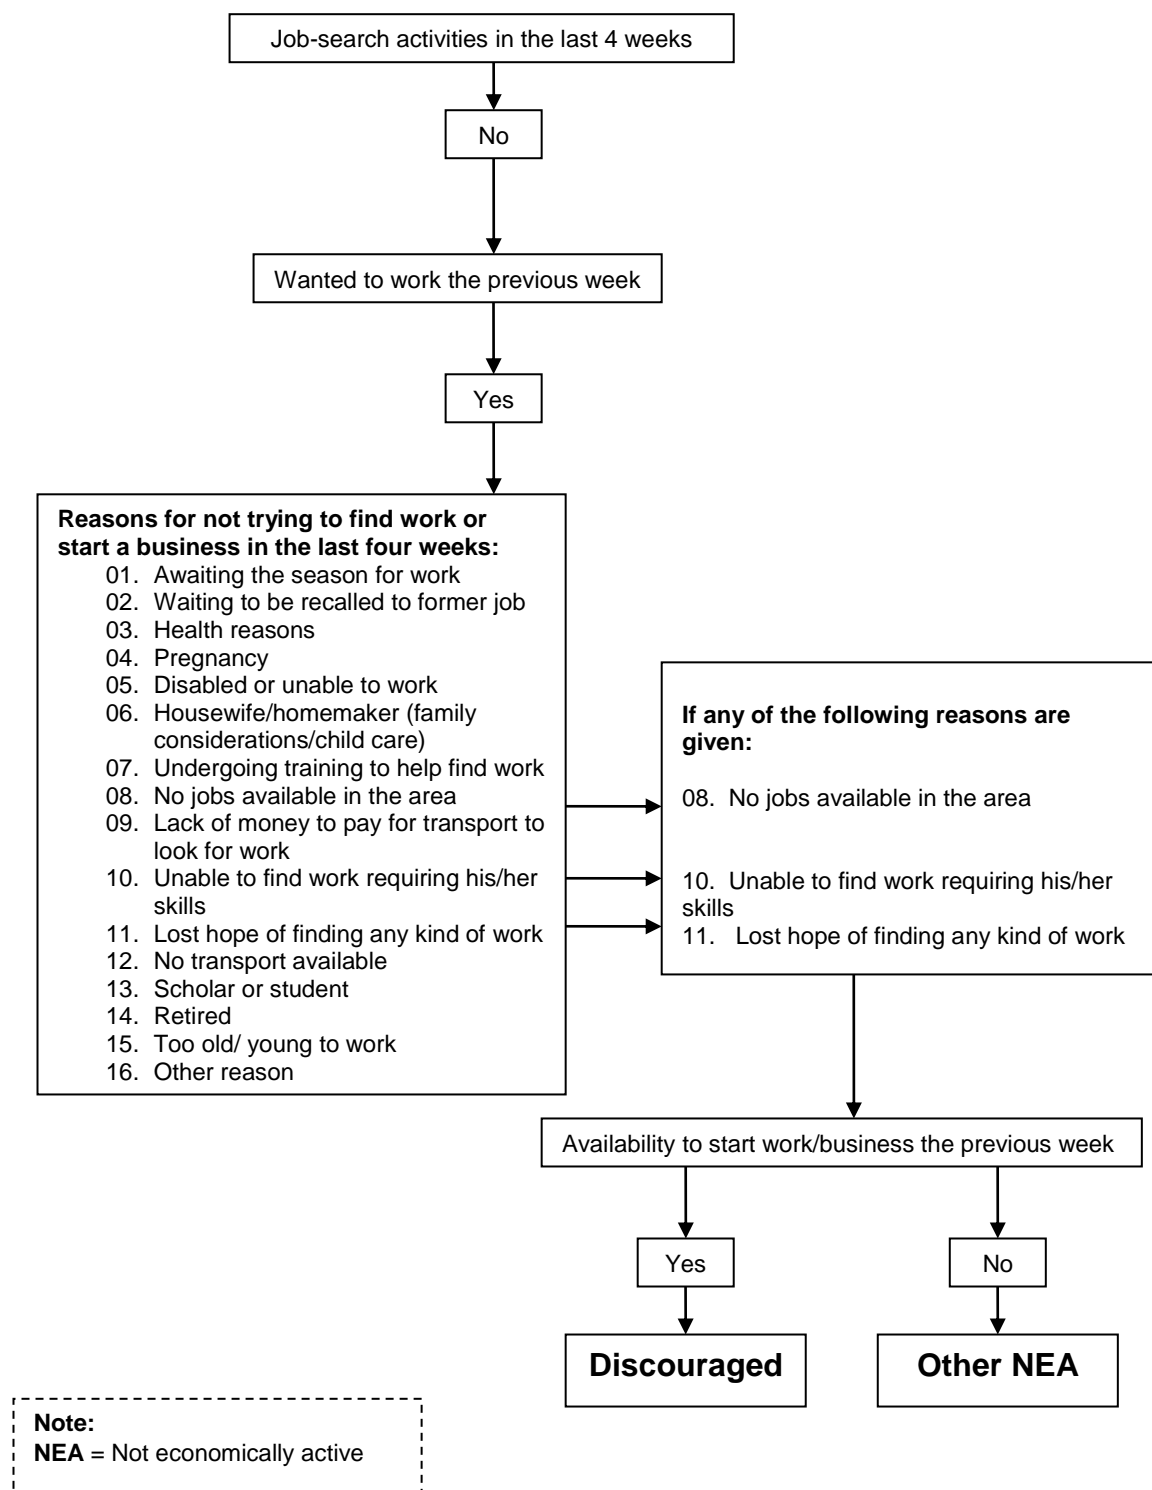 Job-search activities in the last 4 weeks
No
Wanted to work the previous week
Yes
Reasons for not trying to find work or
start a business in the last four weeks:
01. Awaiting the season for work
02. Waiting to be recalled to former job
03. Health reasons
04. Pregnancy
05. Disabled or unable to work
06. Housewife/homemaker (family
considerations/child care)
07. Undergoing training to help find work
08. No jobs available in the area
09. Lack of money to pay for transport to
look for work
10. Unable to find work requiring his/her
skills
11. Lost hope of finding any kind of work
12. No transport available
13. Scholar or student
14. Retired
15. Too old/ young to work
16. Other reason
If any of the following reasons are
given:
08. No jobs available in the area
10. Unable to find work requiring his/her
skills
11. Lost hope of finding any kind of work
Availability to start work/business the previous week
Yes
No
Discouraged
Other NEA
Note:
NEA = Not economically active